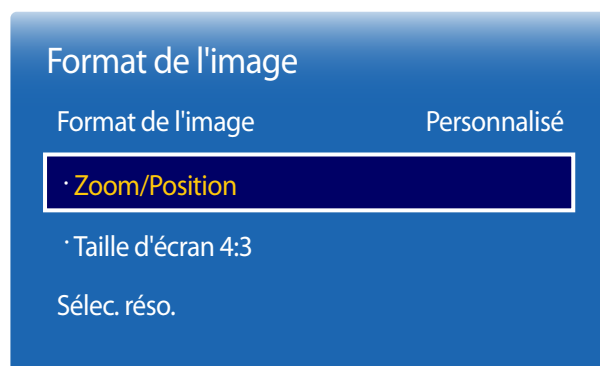 Format de l'image
Format de l'image Personnalisé
· Zoom/Position
· Taille d'écran 4:3
Sélec. réso.